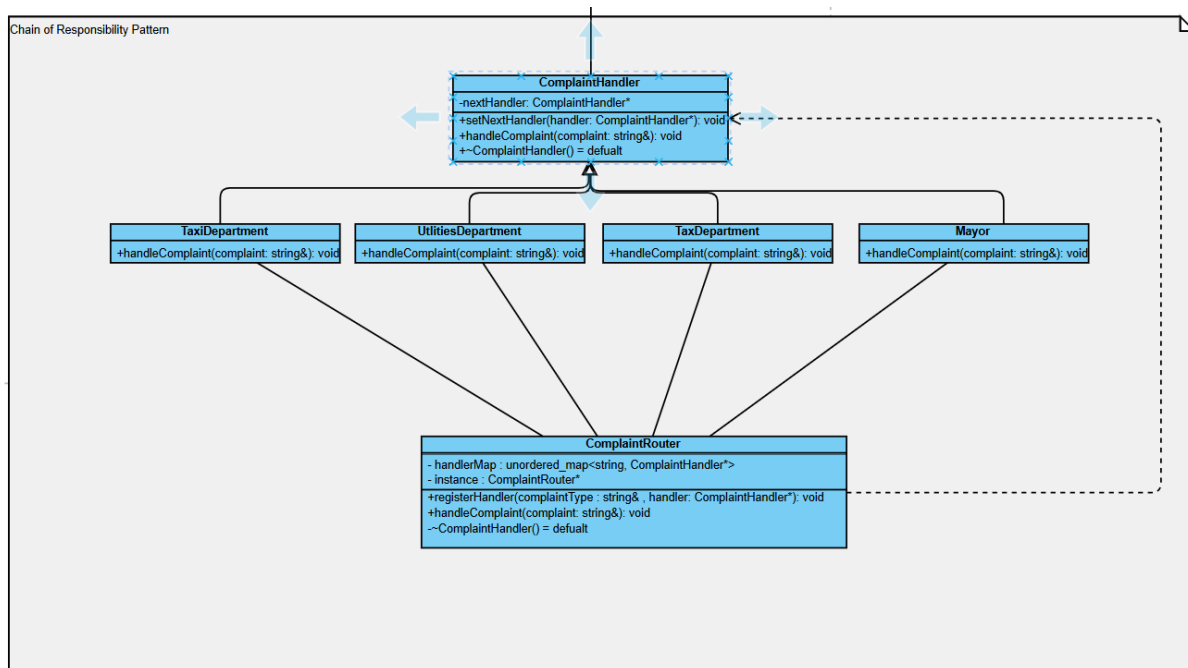 Chain of Responsibility Pattern
ComplaintHandler
-nextHandler: ComplaintHandler*
+setNextHandler(handler: ComplaintHandler*): void
+handleComplaint(complaint: string&): void
+~ComplaintHandler() = defualt
TaxiDepartment
+handleComplaint(complaint: string&): void
UtlitiesDepartment
+handleComplaint(complaint: string&): void
TaxDepartment
+handleComplaint(complaint: string&): void
Mayor
+handleComplaint(complaint: string&): void
ComplaintRouter
- handlerMap : unordered_map<string, ComplaintHandler*>
- instance : ComplaintRouter*
+registerHandler(complaintType : string& , handler: ComplaintHandler*): void
+handleComplaint(complaint: string&): void
-~ComplaintHandler() = defualt